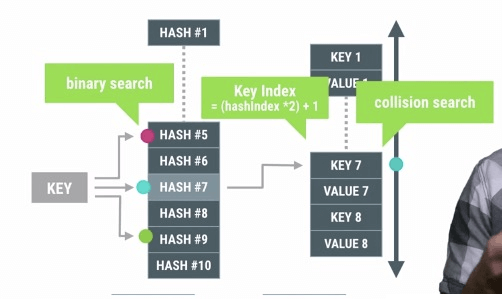 HASH #1
binary search
KEY
HASH #5
HASH #6
HASH #7
HASH #8
HASH #9
HASH #10
Key Index
= (hashIndex *2) + 1
KEY 1
VALUE 1
collision search
KEY 7
VALUE 7
KEY 8
VALUE 8